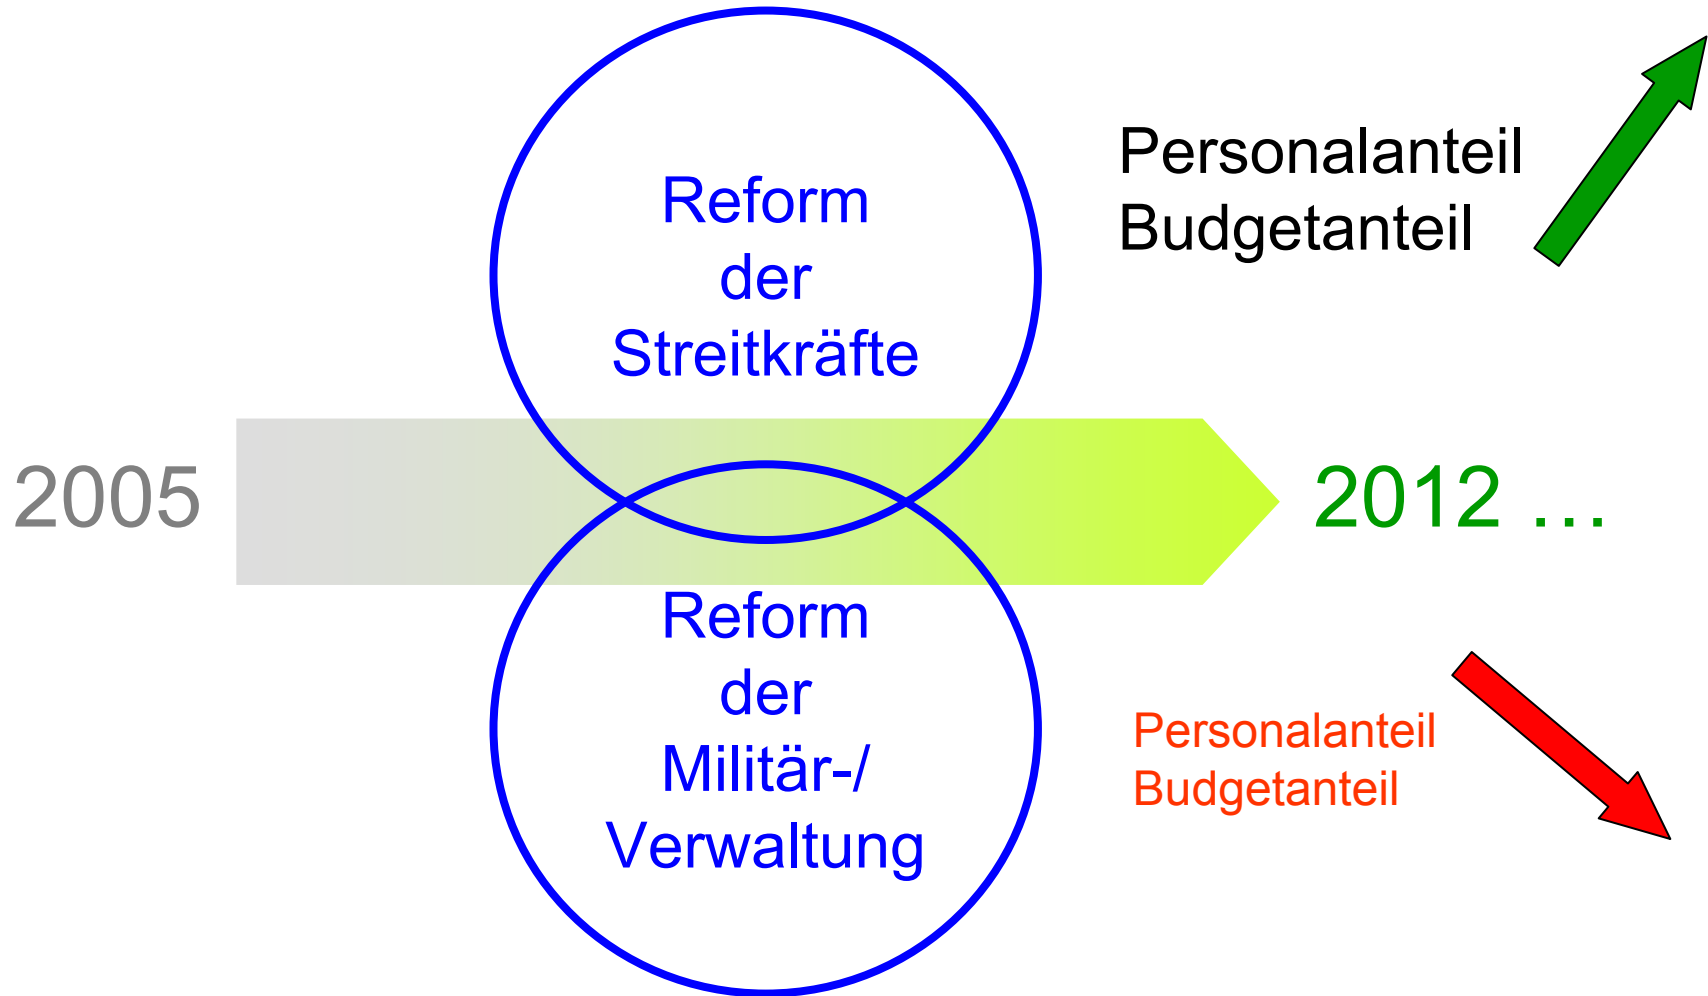 Reform
der
Streitkräfte
Personalanteil
Budgetanteil
2005
2012 …
Reform
der
Militär-/
Verwaltung
Personalanteil
Budgetanteil